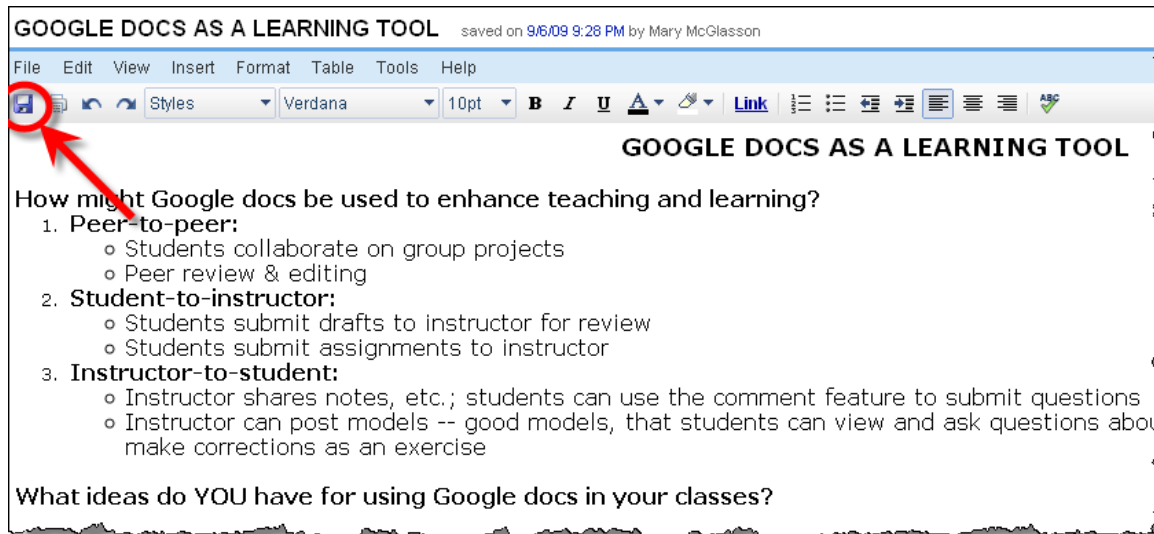 GOOGLE DOCS AS A LEARNING TOOL saved on 9/6/09 9:28 PM by Mary McGlasson
File Edit View Insert Format Table Tools Help
Styles Verdana 10pt B I U A Link ABC
GOOGLE DOCS AS A LEARNING TOOL
How might Google docs be used to enhance teaching and learning?
1. Peer-to-peer:
Students collaborate on group projects
Peer review & editing
2. Student-to-instructor:
Students submit drafts to instructor for review
Students submit assignments to instructor
3. Instructor-to-student:
Instructor shares notes, etc.; students can use the comment feature to submit questions
Instructor can post models -- good models, that students can view and ask questions abou
make corrections as an exercise
What ideas do YOU have for using Google docs in your classes?